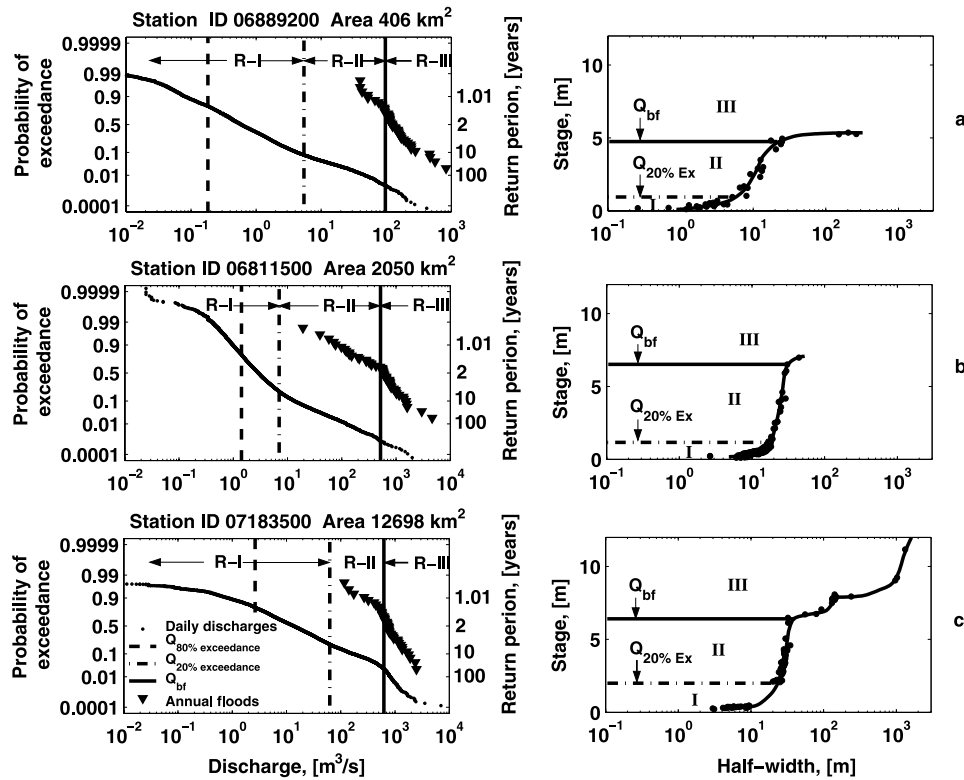 Station ID 06889200 Area 406 km²
Probability of exceedance
0.9999
0.99
0.9
0.5
0.1
0.01
0.0001
R-I
R-II
R-III
1.01
2
10
100
Return perion, [years]
10⁻² 10⁻¹ 10⁰ 10¹ 10² 10³
Stage, [m]
10
5
0
Q_bf
III
Q_20% Ex
II
I
10⁻¹ 10⁰ 10¹ 10² 10³
a
Station ID 06811500 Area 2050 km²
Probability of exceedance
0.9999
0.99
0.9
0.5
0.1
0.01
0.0001
R-I
R-II
R-III
1.01
2
10
100
Return perion, [years]
10⁻² 10⁻¹ 10⁰ 10¹ 10² 10³ 10⁴
Stage, [m]
10
5
0
Q_bf
III
Q_20% Ex
II
I
10⁻¹ 10⁰ 10¹ 10² 10³
b
Station ID 07183500 Area 12698 km²
Probability of exceedance
0.9999
0.99
0.9
0.5
0.1
0.01
0.0001
R-I
R-II
R-III
Daily discharges
Q_80% exceedance
Q_20% exceedance
Q_bf
Annual floods
1.01
2
10
100
Return perion, [years]
10⁻² 10⁻¹ 10⁰ 10¹ 10² 10³ 10⁴
Discharge, [m³/s]
Stage, [m]
10
5
0
Q_bf
III
Q_20% Ex
II
I
10⁻¹ 10⁰ 10¹ 10² 10³
Half-width, [m]
c